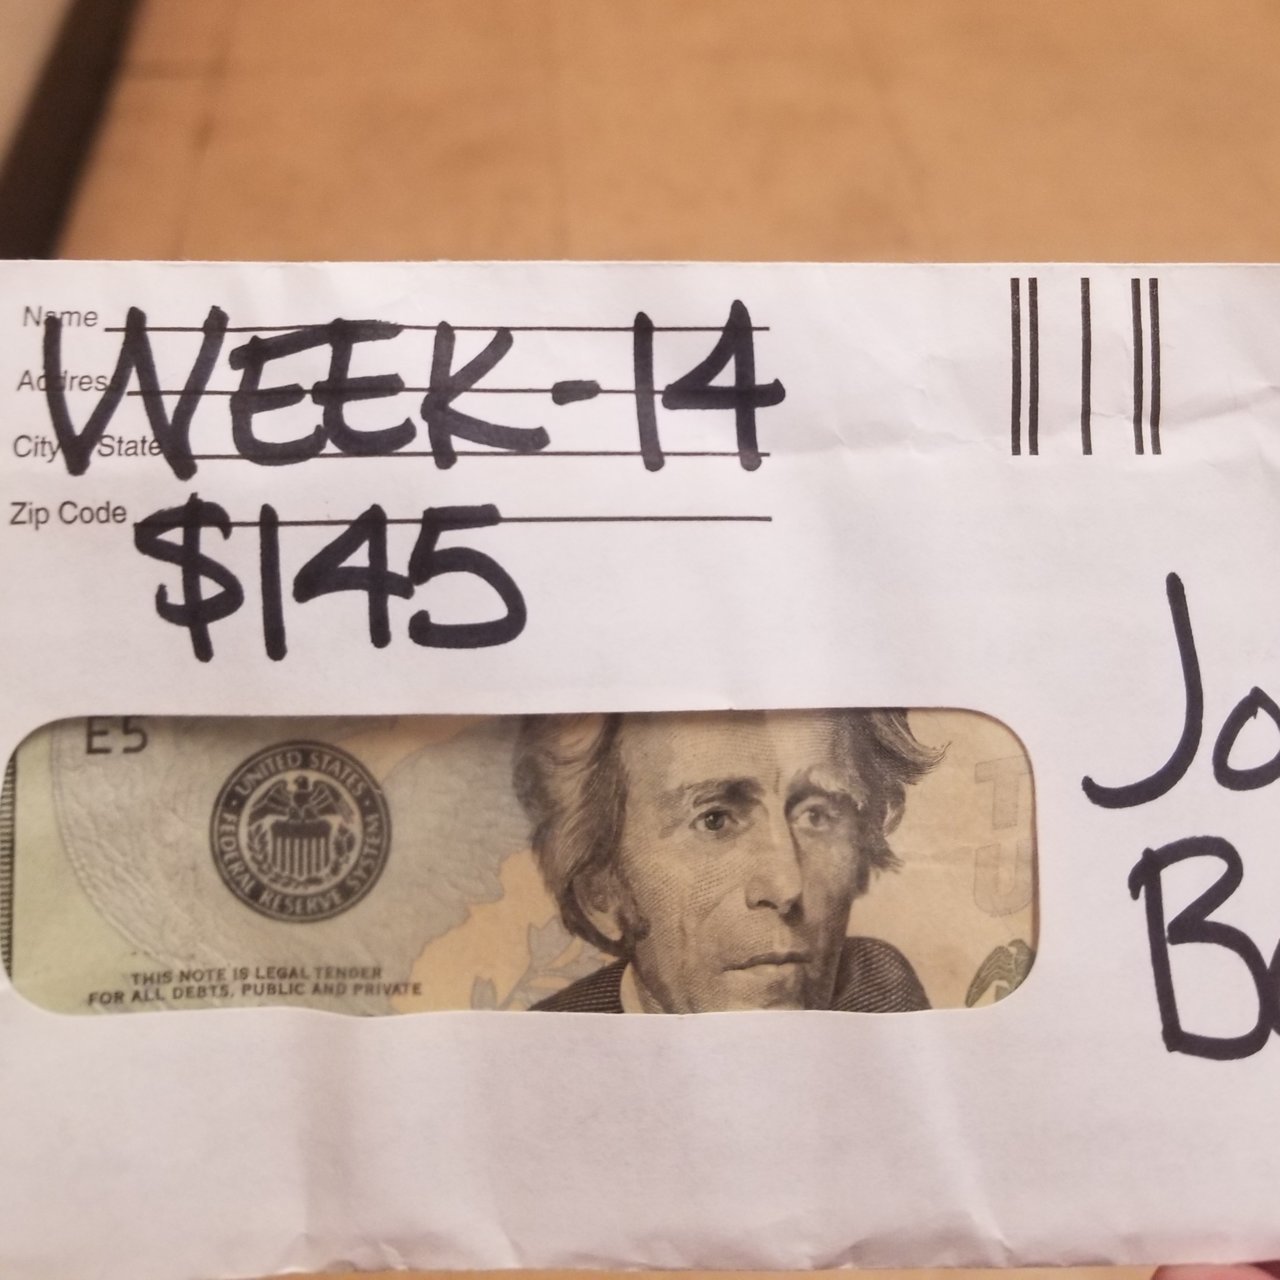 Name
WEEK-14
Address
City State
Zip Code
$145
Jo
E5
UNITED STATES FEDERAL RESERVE SYSTEM
THIS NOTE IS LEGAL TENDER
FOR ALL DEBTS, PUBLIC AND PRIVATE